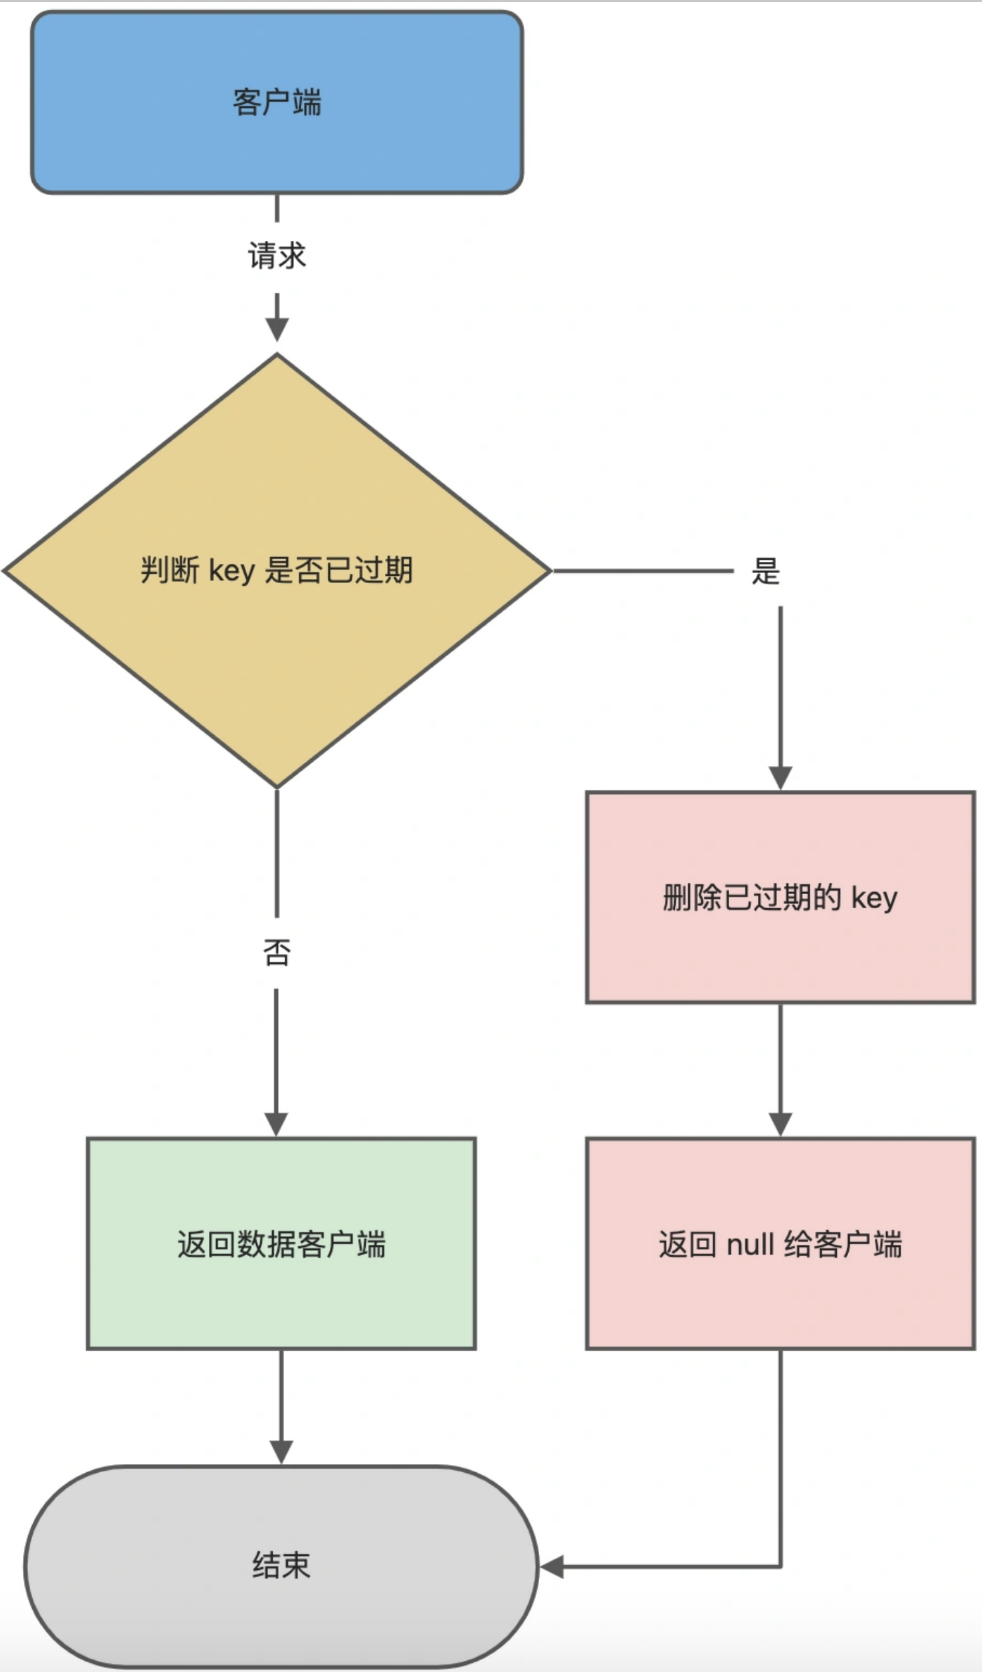 客户端
请求
判断 key 是否已过期
是
删除已过期的 key
否
返回数据客户端
返回 null 给客户端
结束